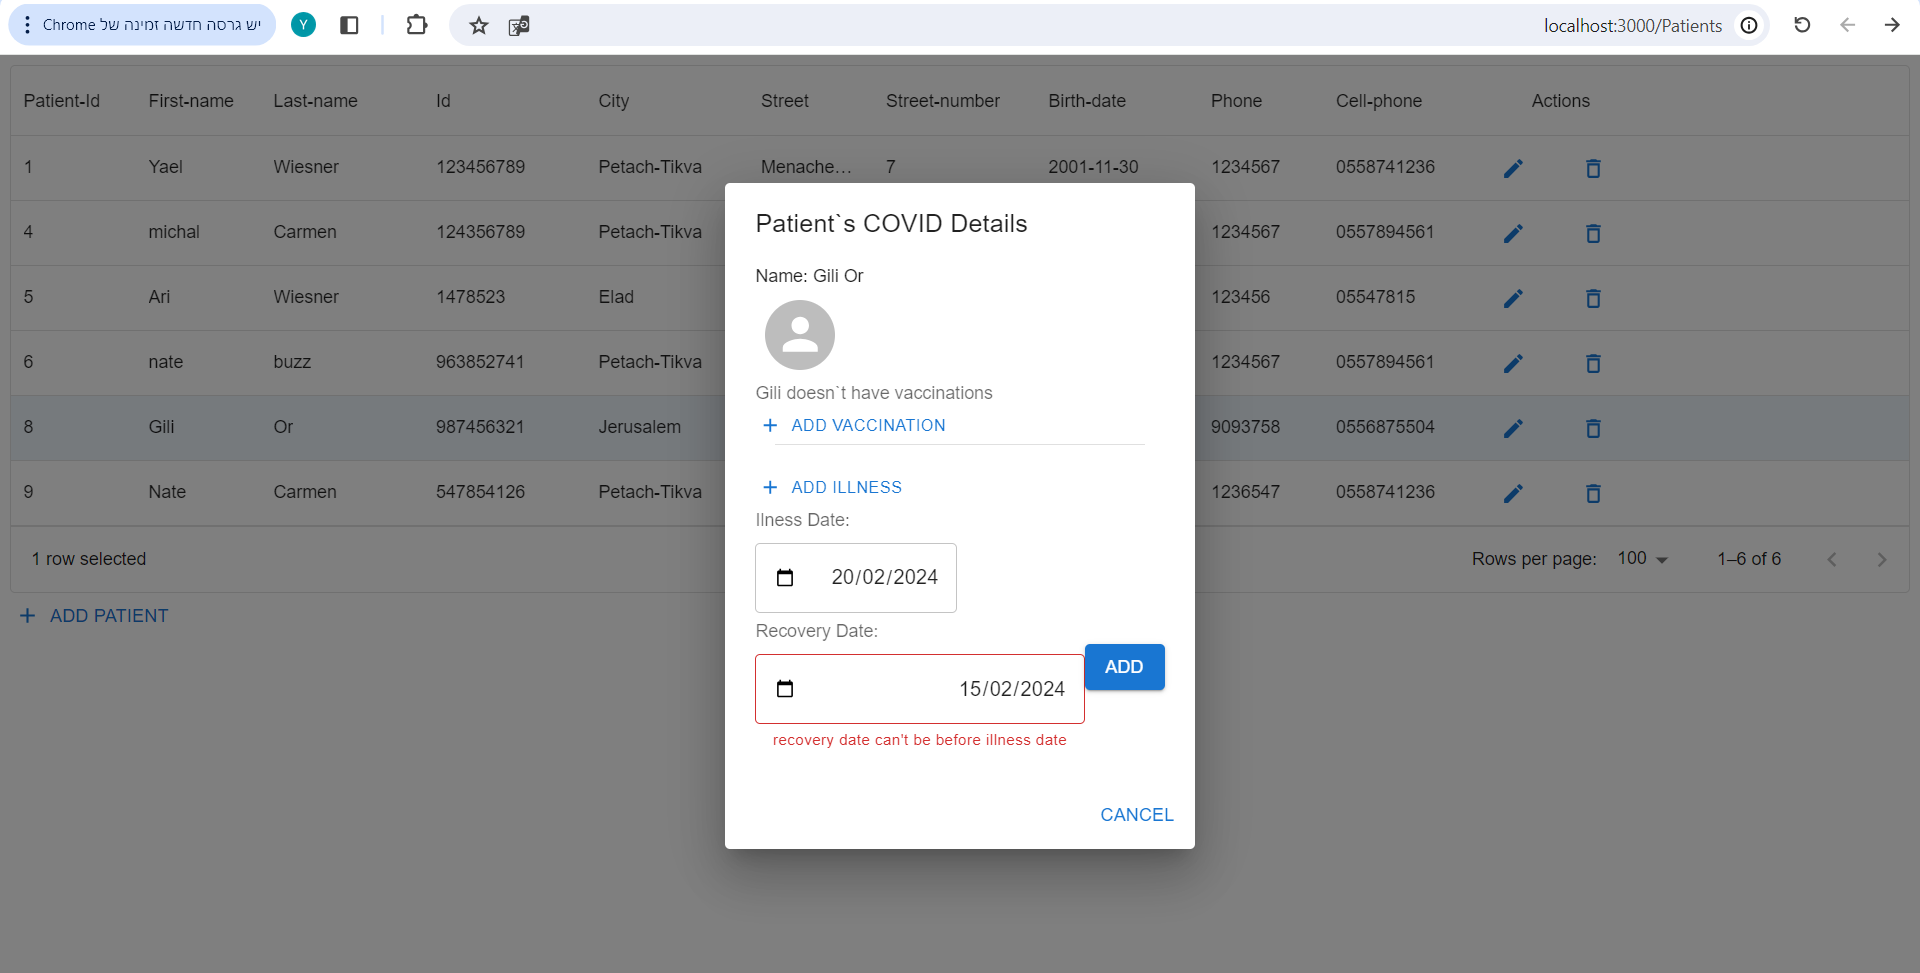 יש גרסה חדשה זמינה של Chrome
Y
localhost:3000/Patients
Patient-Id First-name Last-name Id City Street Street-number Birth-date Phone Cell-phone Actions
1 Yael Wiesner 123456789 Petach-Tikva Menache... 7 2001-11-30 1234567 0558741236
4 michal Carmen 124356789 Petach-Tikva 1234567 0557894561
5 Ari Wiesner 1478523 Elad 123456 05547815
6 nate buzz 963852741 Petach-Tikva 1234567 0557894561
8 Gili Or 987456321 Jerusalem 9093758 0556875504
9 Nate Carmen 547854126 Petach-Tikva 1236547 0558741236
1 row selected Rows per page: 100 1–6 of 6
ADD PATIENT
Patient`s COVID Details
Name: Gili Or
Gili doesn`t have vaccinations
ADD VACCINATION
ADD ILLNESS
Ilness Date:
20/02/2024
Recovery Date:
15/02/2024
ADD
recovery date can't be before illness date
CANCEL